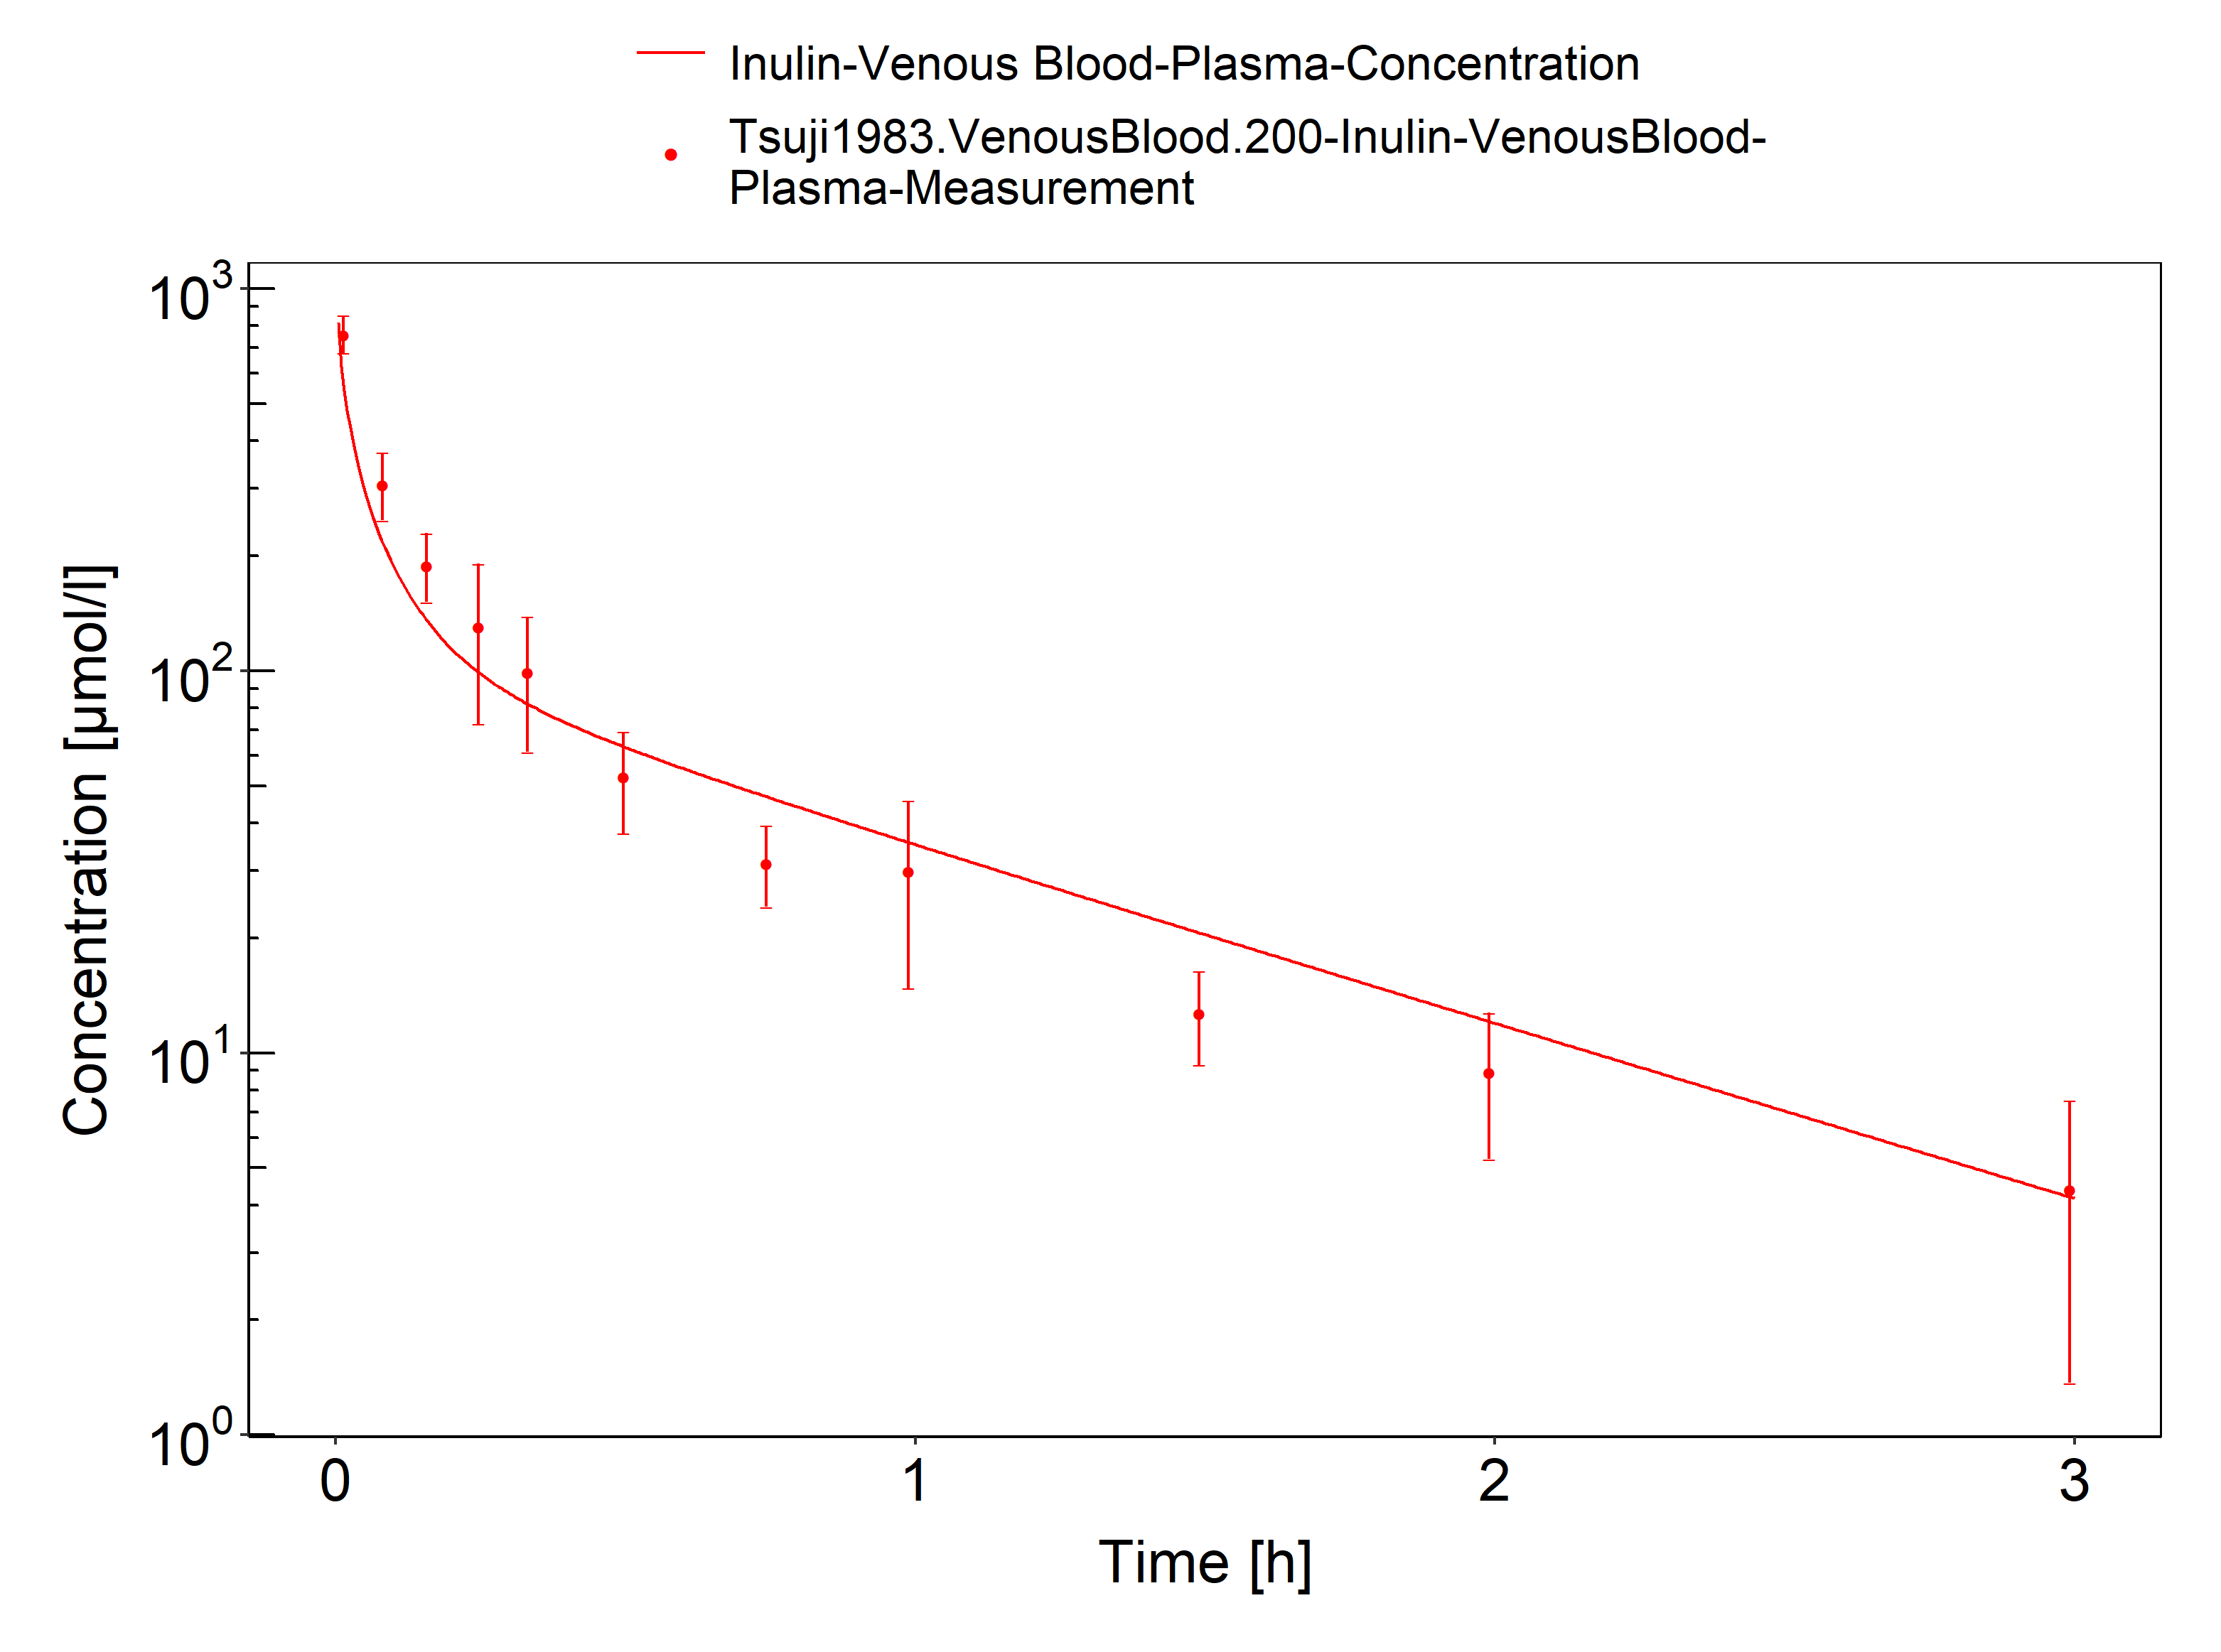 Inulin-Venous Blood-Plasma-Concentration
Tsuji1983.VenousBlood.200-Inulin-VenousBlood-
Plasma-Measurement
10³
10²
10¹
10⁰
Concentration [µmol/l]
0 1 2 3
Time [h]